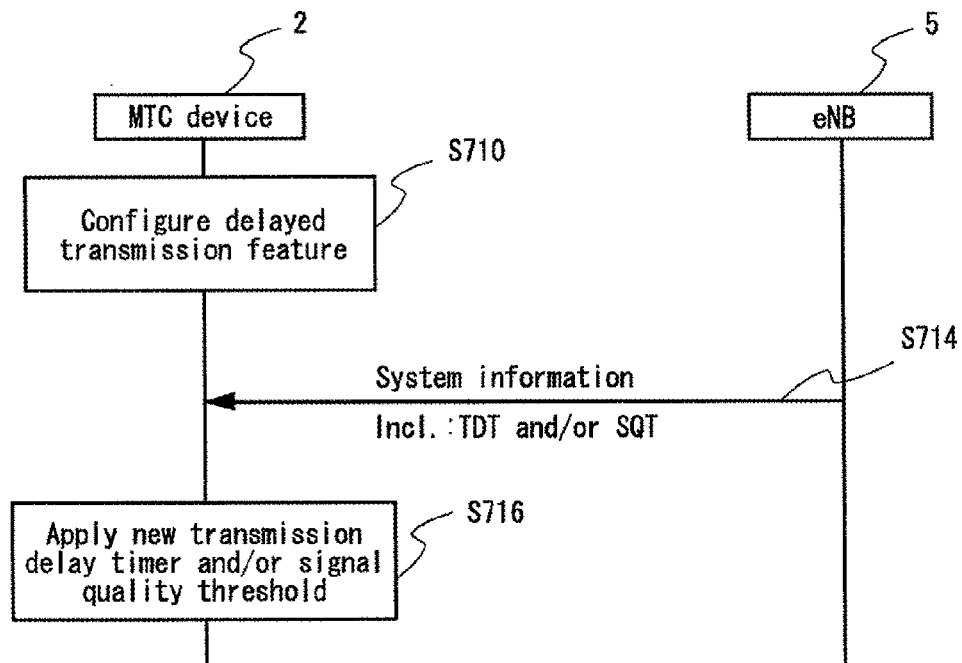 2
5
MTC device
eNB
S710
Configure delayed
transmission feature
S714
System information
Incl.:TDT and/or SQT
S716
Apply new transmission
delay timer and/or signal
quality threshold